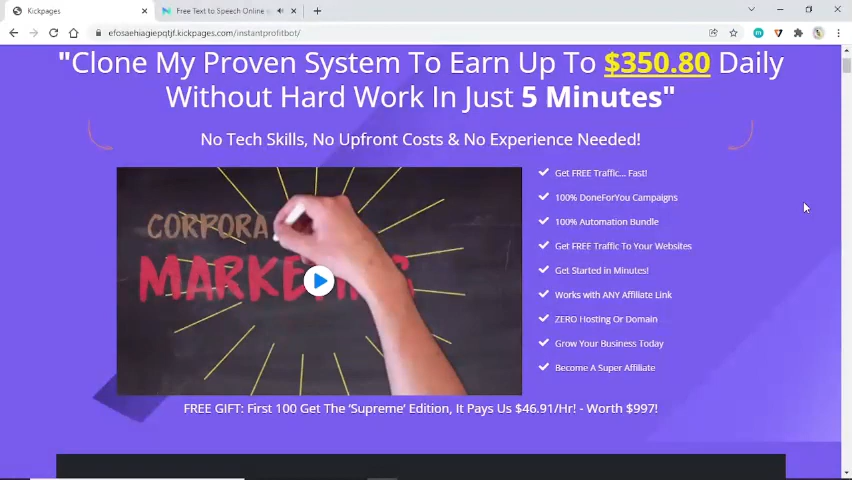 Kickpages
Free Text to Speech Online
efosaehiagiepqtjf.kickpages.com/instantprofitbot/
"Clone My Proven System To Earn Up To $350.80 Daily
Without Hard Work In Just 5 Minutes"
No Tech Skills, No Upfront Costs & No Experience Needed!
CORPORA
MARKETING
Get FREE Traffic... Fast!
100% DoneForYou Campaigns
100% Automation Bundle
Get FREE Traffic To Your Websites
Get Started in Minutes!
Works with ANY Affiliate Link
ZERO Hosting Or Domain
Grow Your Business Today
Become A Super Affiliate
FREE GIFT: First 100 Get The 'Supreme' Edition, It Pays Us $46.91/Hr! - Worth $997!